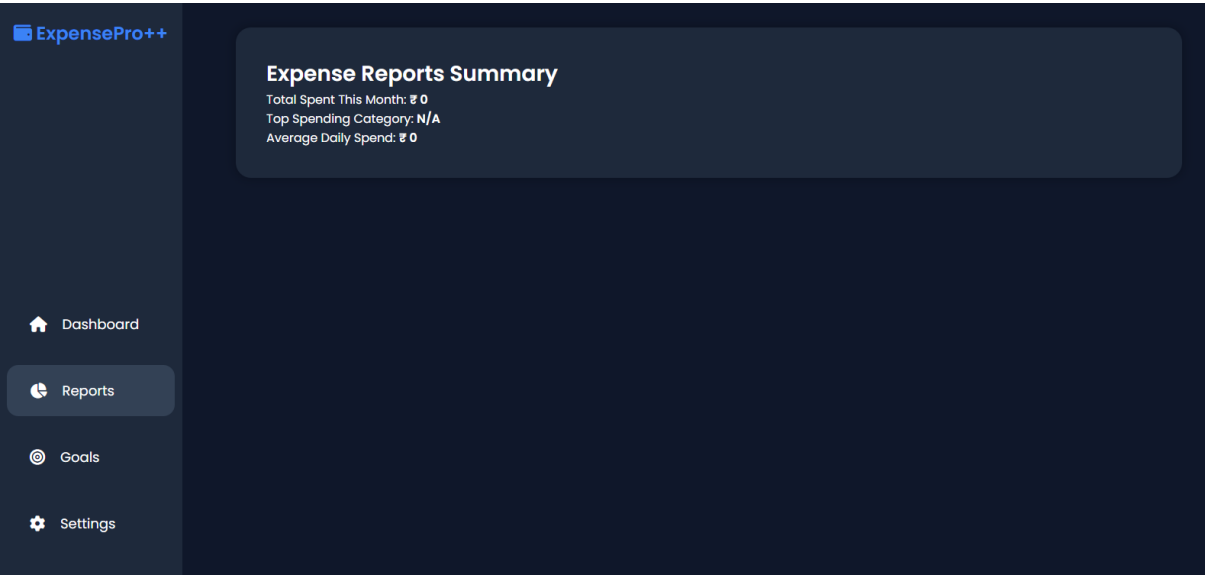 ExpensePro++
Expense Reports Summary
Total Spent This Month: ₹ 0
Top Spending Category: N/A
Average Daily Spend: ₹ 0
Dashboard
Reports
Goals
Settings